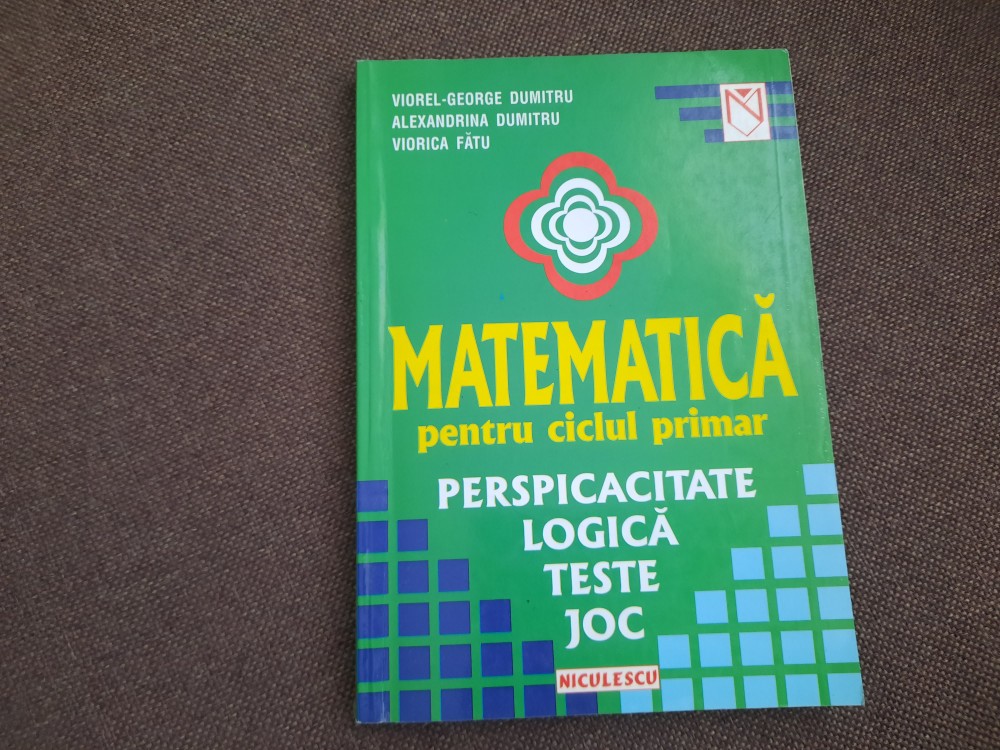 VIOREL-GEORGE DUMITRU
ALEXANDRINA DUMITRU
VIORICA FĂTU
MATEMATICĂ
pentru ciclul primar
PERSPICACITATE
LOGICĂ
TESTE
JOC
NICULESCU